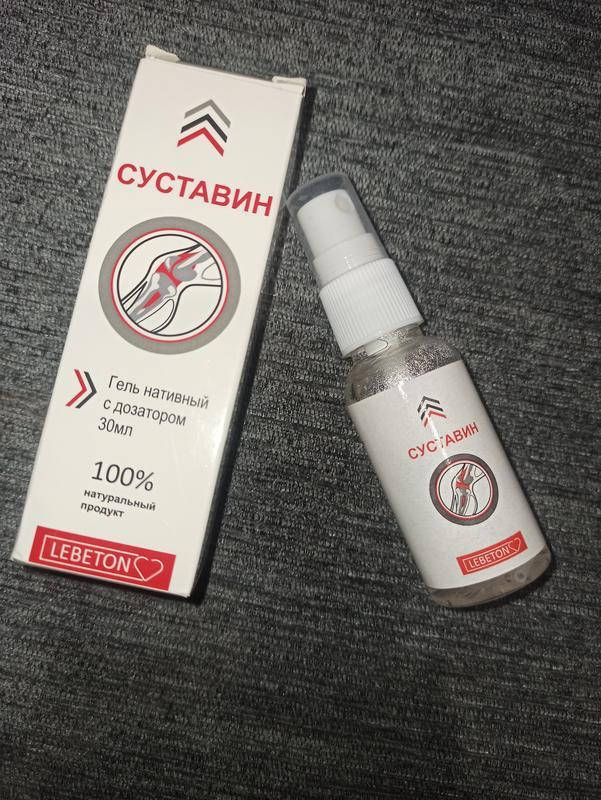 СУСТАВИН
Гель нативный
с дозатором
30мл
100%
натуральный
продукт
LEBETON
СУСТАВИН
LEBETON